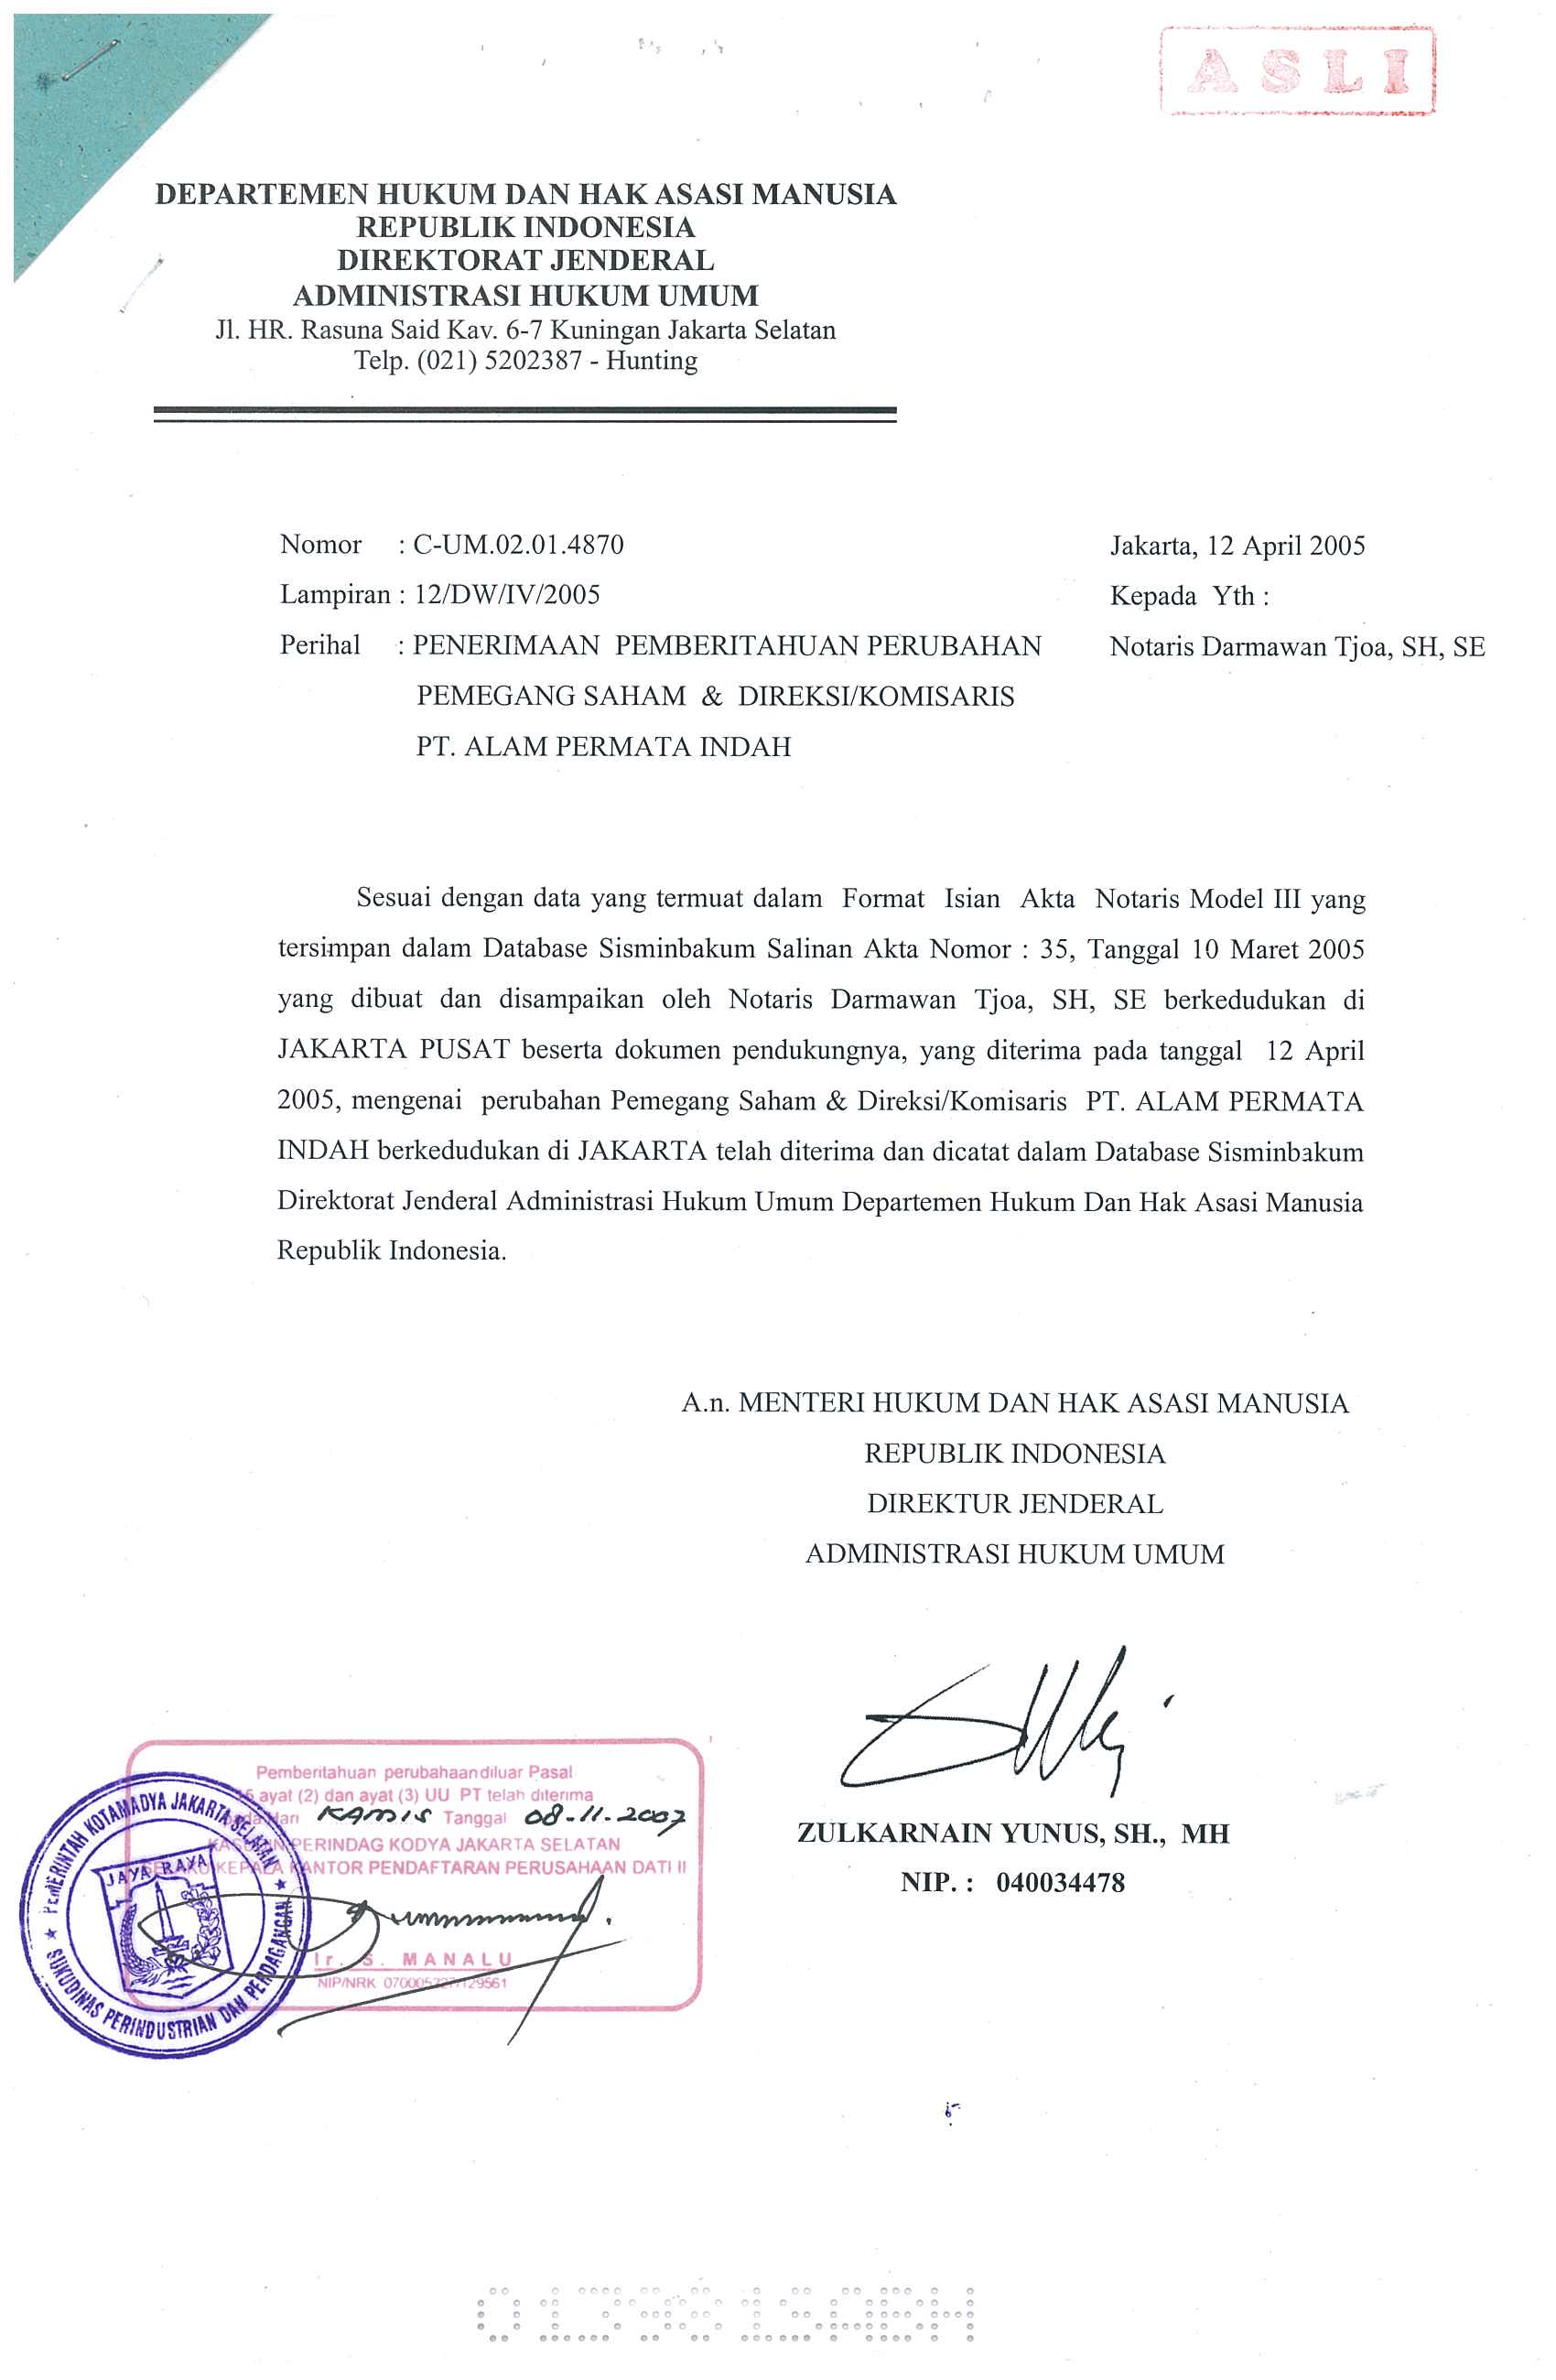 ASLI
DEPARTEMEN HUKUM DAN HAK ASASI MANUSIA
REPUBLIK INDONESIA
DIREKTORAT JENDERAL
ADMINISTRASI HUKUM UMUM
Jl. HR. Rasuna Said Kav. 6-7 Kuningan Jakarta Selatan
Telp. (021) 5202387 - Hunting
Nomor : C-UM.02.01.4870
Lampiran : 12/DW/IV/2005
Perihal : PENERIMAAN PEMBERITAHUAN PERUBAHAN
PEMEGANG SAHAM & DIREKSI/KOMISARIS
PT. ALAM PERMATA INDAH
Jakarta, 12 April 2005
Kepada Yth :
Notaris Darmawan Tjoa, SH, SE
Sesuai dengan data yang termuat dalam Format Isian Akta Notaris Model III yang
tersimpan dalam Database Sisminbakum Salinan Akta Nomor : 35, Tanggal 10 Maret 2005
yang dibuat dan disampaikan oleh Notaris Darmawan Tjoa, SH, SE berkedudukan di
JAKARTA PUSAT beserta dokumen pendukungnya, yang diterima pada tanggal 12 April
2005, mengenai perubahan Pemegang Saham & Direksi/Komisaris PT. ALAM PERMATA
INDAH berkedudukan di JAKARTA telah diterima dan dicatat dalam Database Sisminbakum
Direktorat Jenderal Administrasi Hukum Umum Departemen Hukum Dan Hak Asasi Manusia
Republik Indonesia.
A.n. MENTERI HUKUM DAN HAK ASASI MANUSIA
REPUBLIK INDONESIA
DIREKTUR JENDERAL
ADMINISTRASI HUKUM UMUM
ZULKARNAIN YUNUS, SH., MH
NIP. : 040034478
Pemberitahuan perubahaan diluar Pasal
ayat (2) dan ayat (3) UU PT telah diterima
Hari KAMIS Tanggal 08-11-2007
PERINDAG KODYA JAKARTA SELATAN
KEPALA KANTOR PENDAFTARAN PERUSAHAAN DATI II
Ir. S. MANALU
NIP/NRK
PEMERINTAH KOTAMADYA JAKARTA SELATAN
JAYA RAYA
SUKUDINAS PERINDUSTRIAN DAN PERDAGANGAN